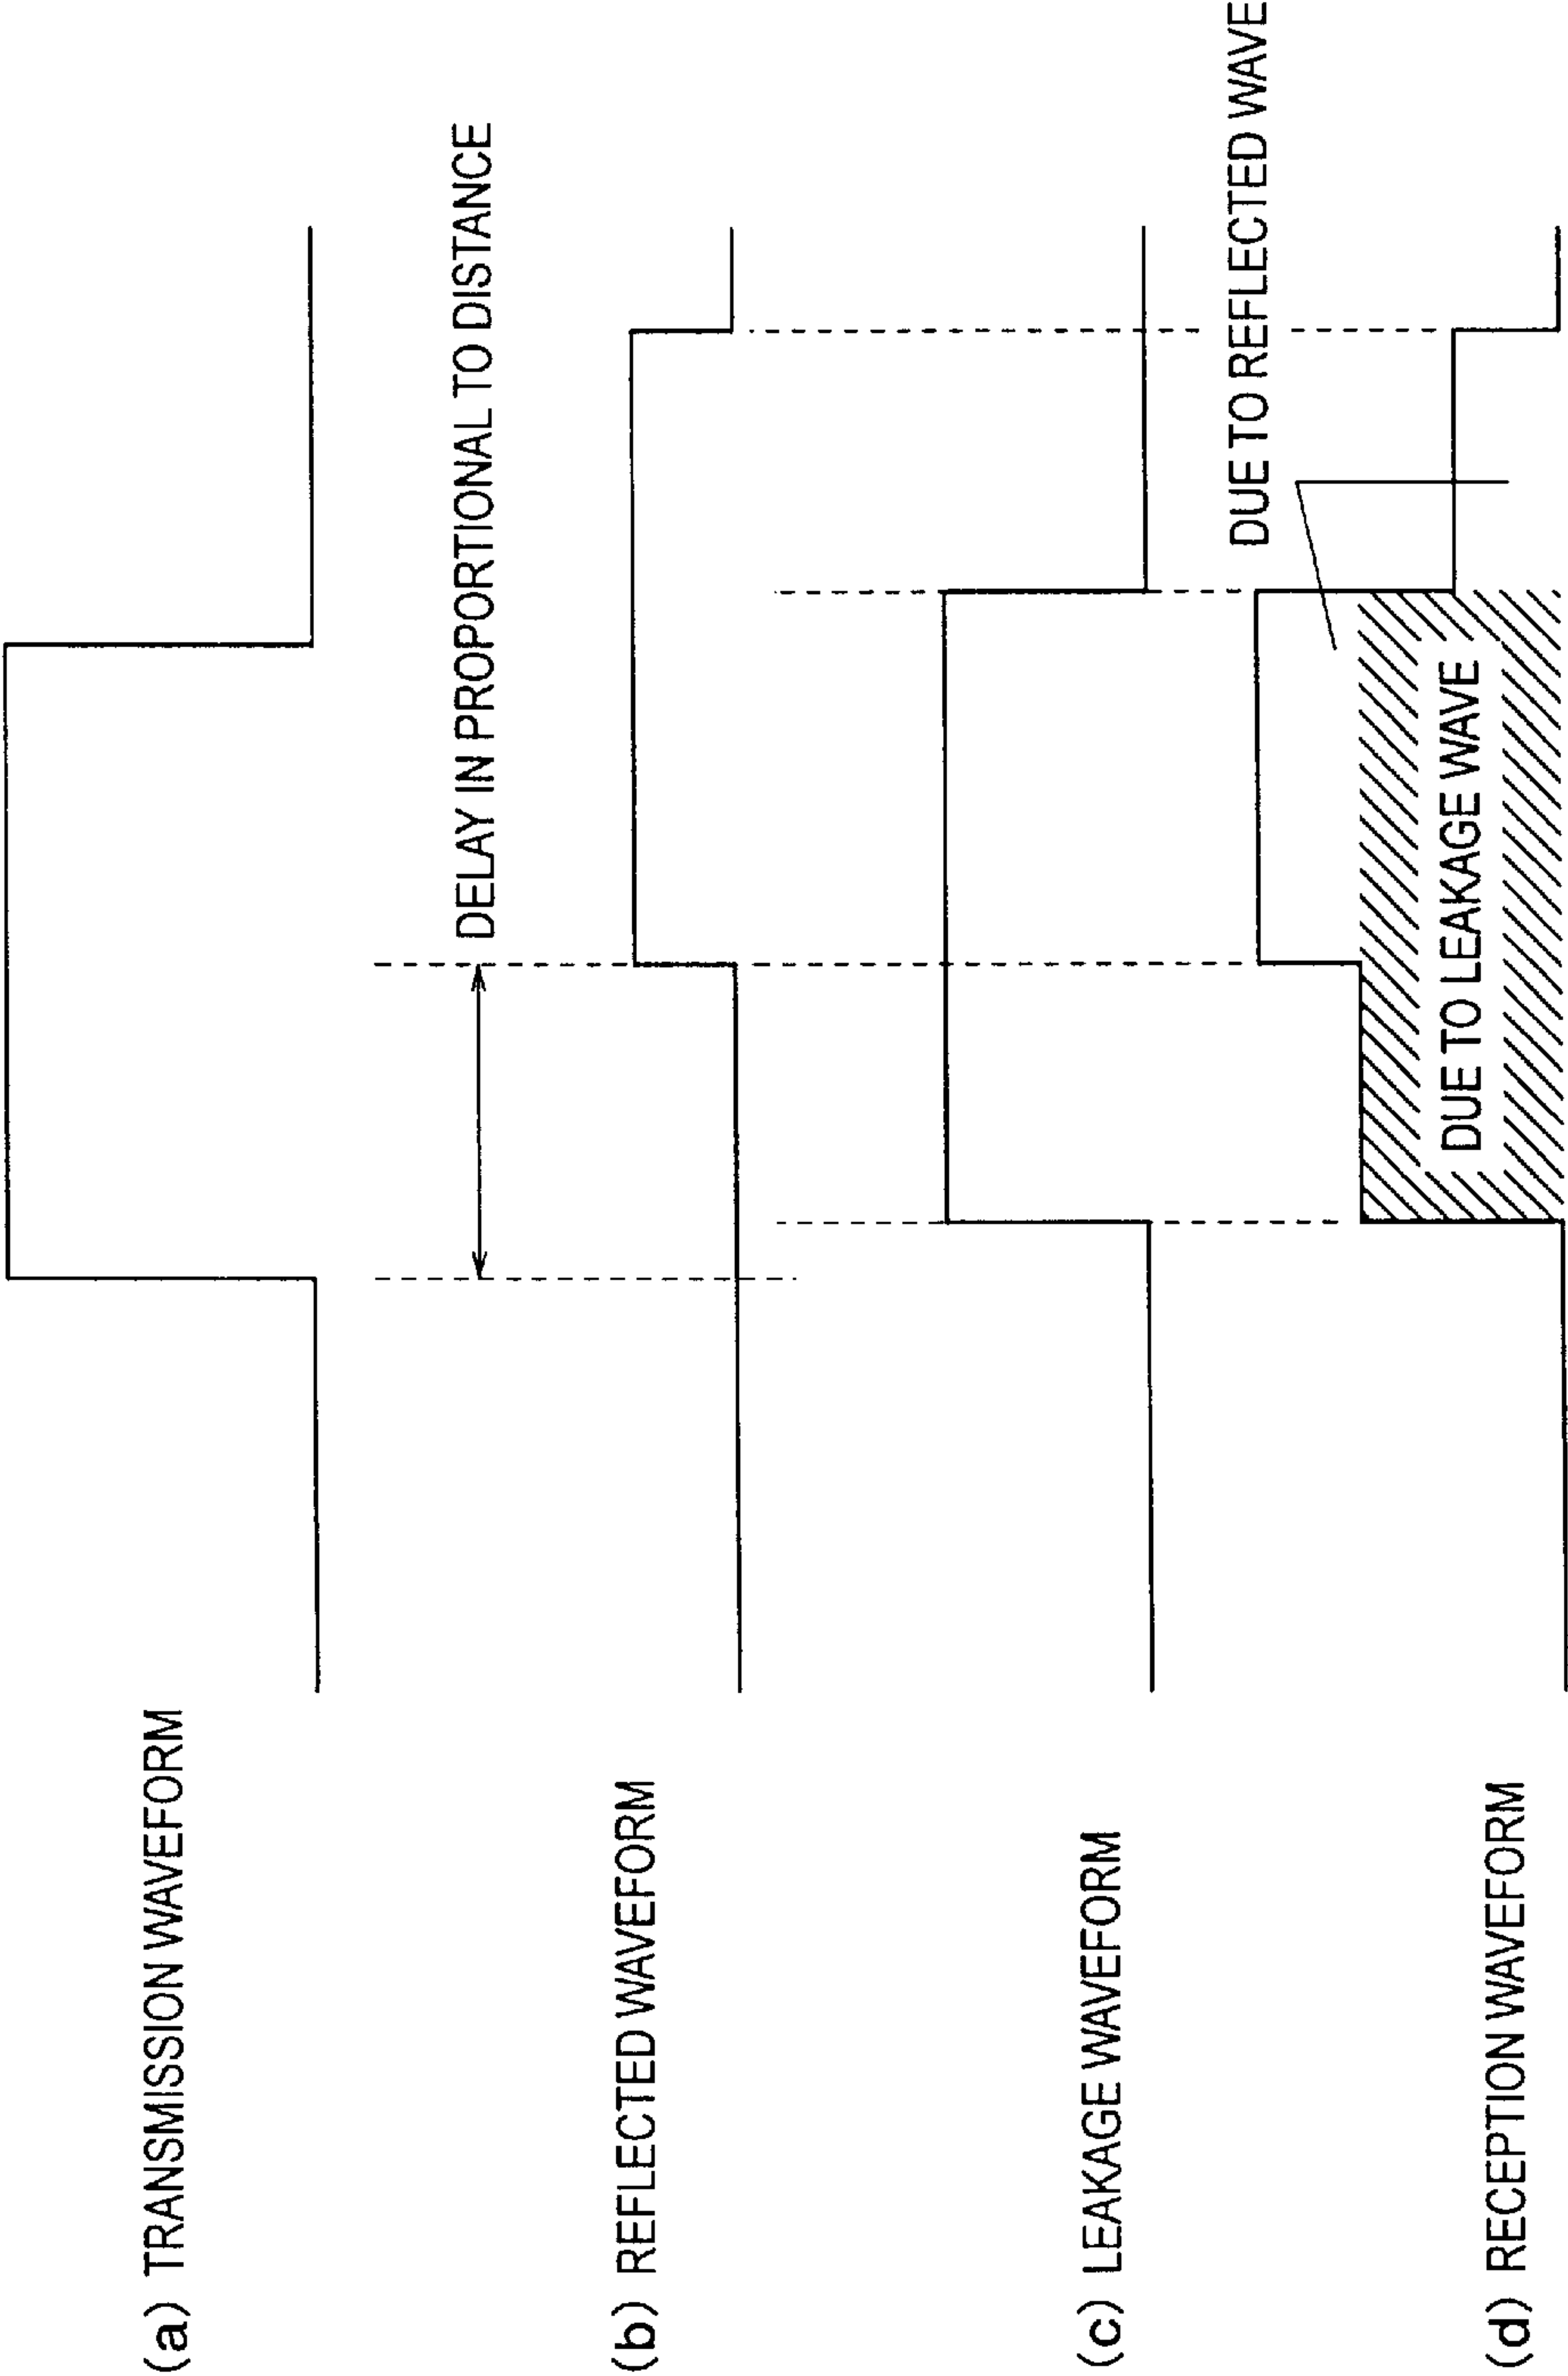 (a) TRANSMISSION WAVEFORM
DELAY IN PROPORTIONAL TO DISTANCE
(b) REFLECTED WAVEFORM
(c) LEAKAGE WAVEFORM
DUE TO REFLECTED WAVE
DUE TO LEAKAGE WAVE
(d) RECEPTION WAVEFORM